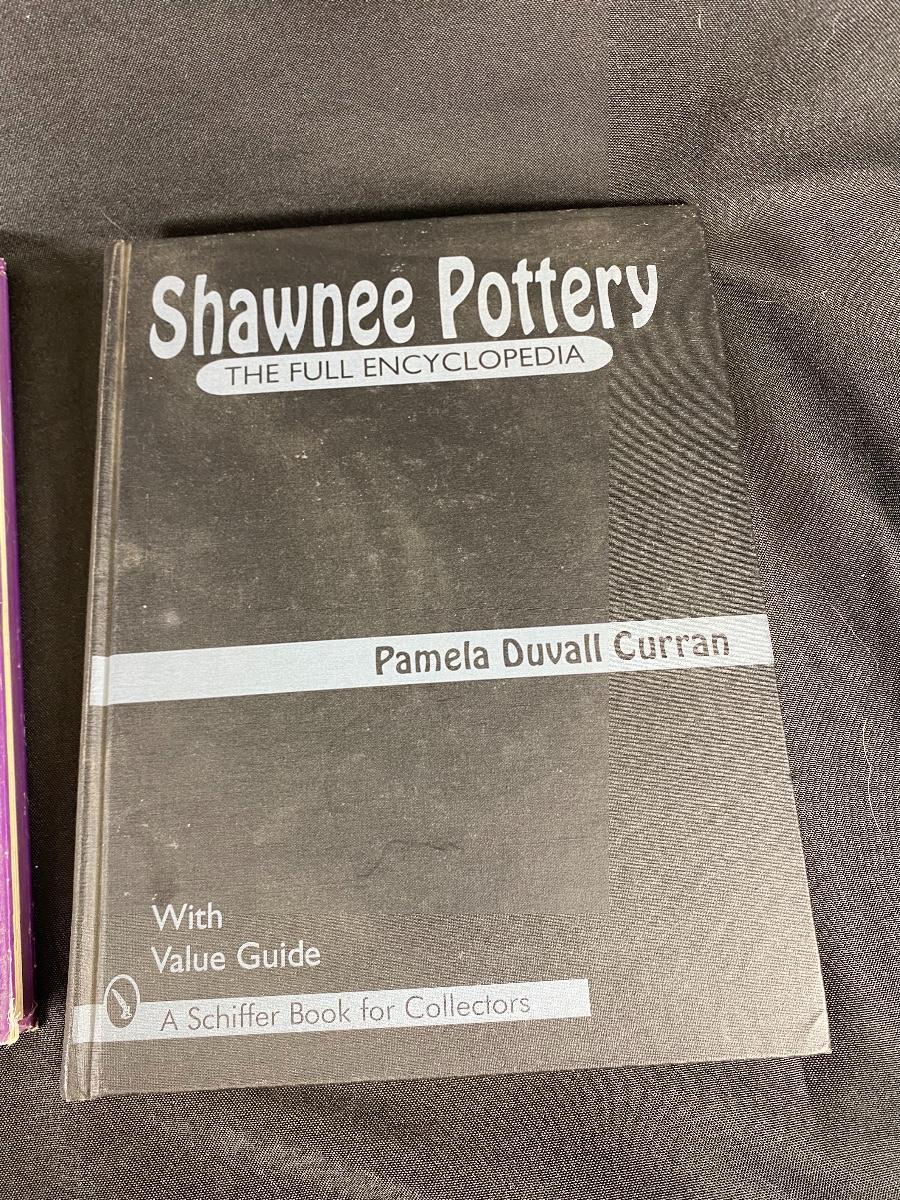 Shawnee Pottery
THE FULL ENCYCLOPEDIA
Pamela Duvall Curran
With
Value Guide
A Schiffer Book for Collectors